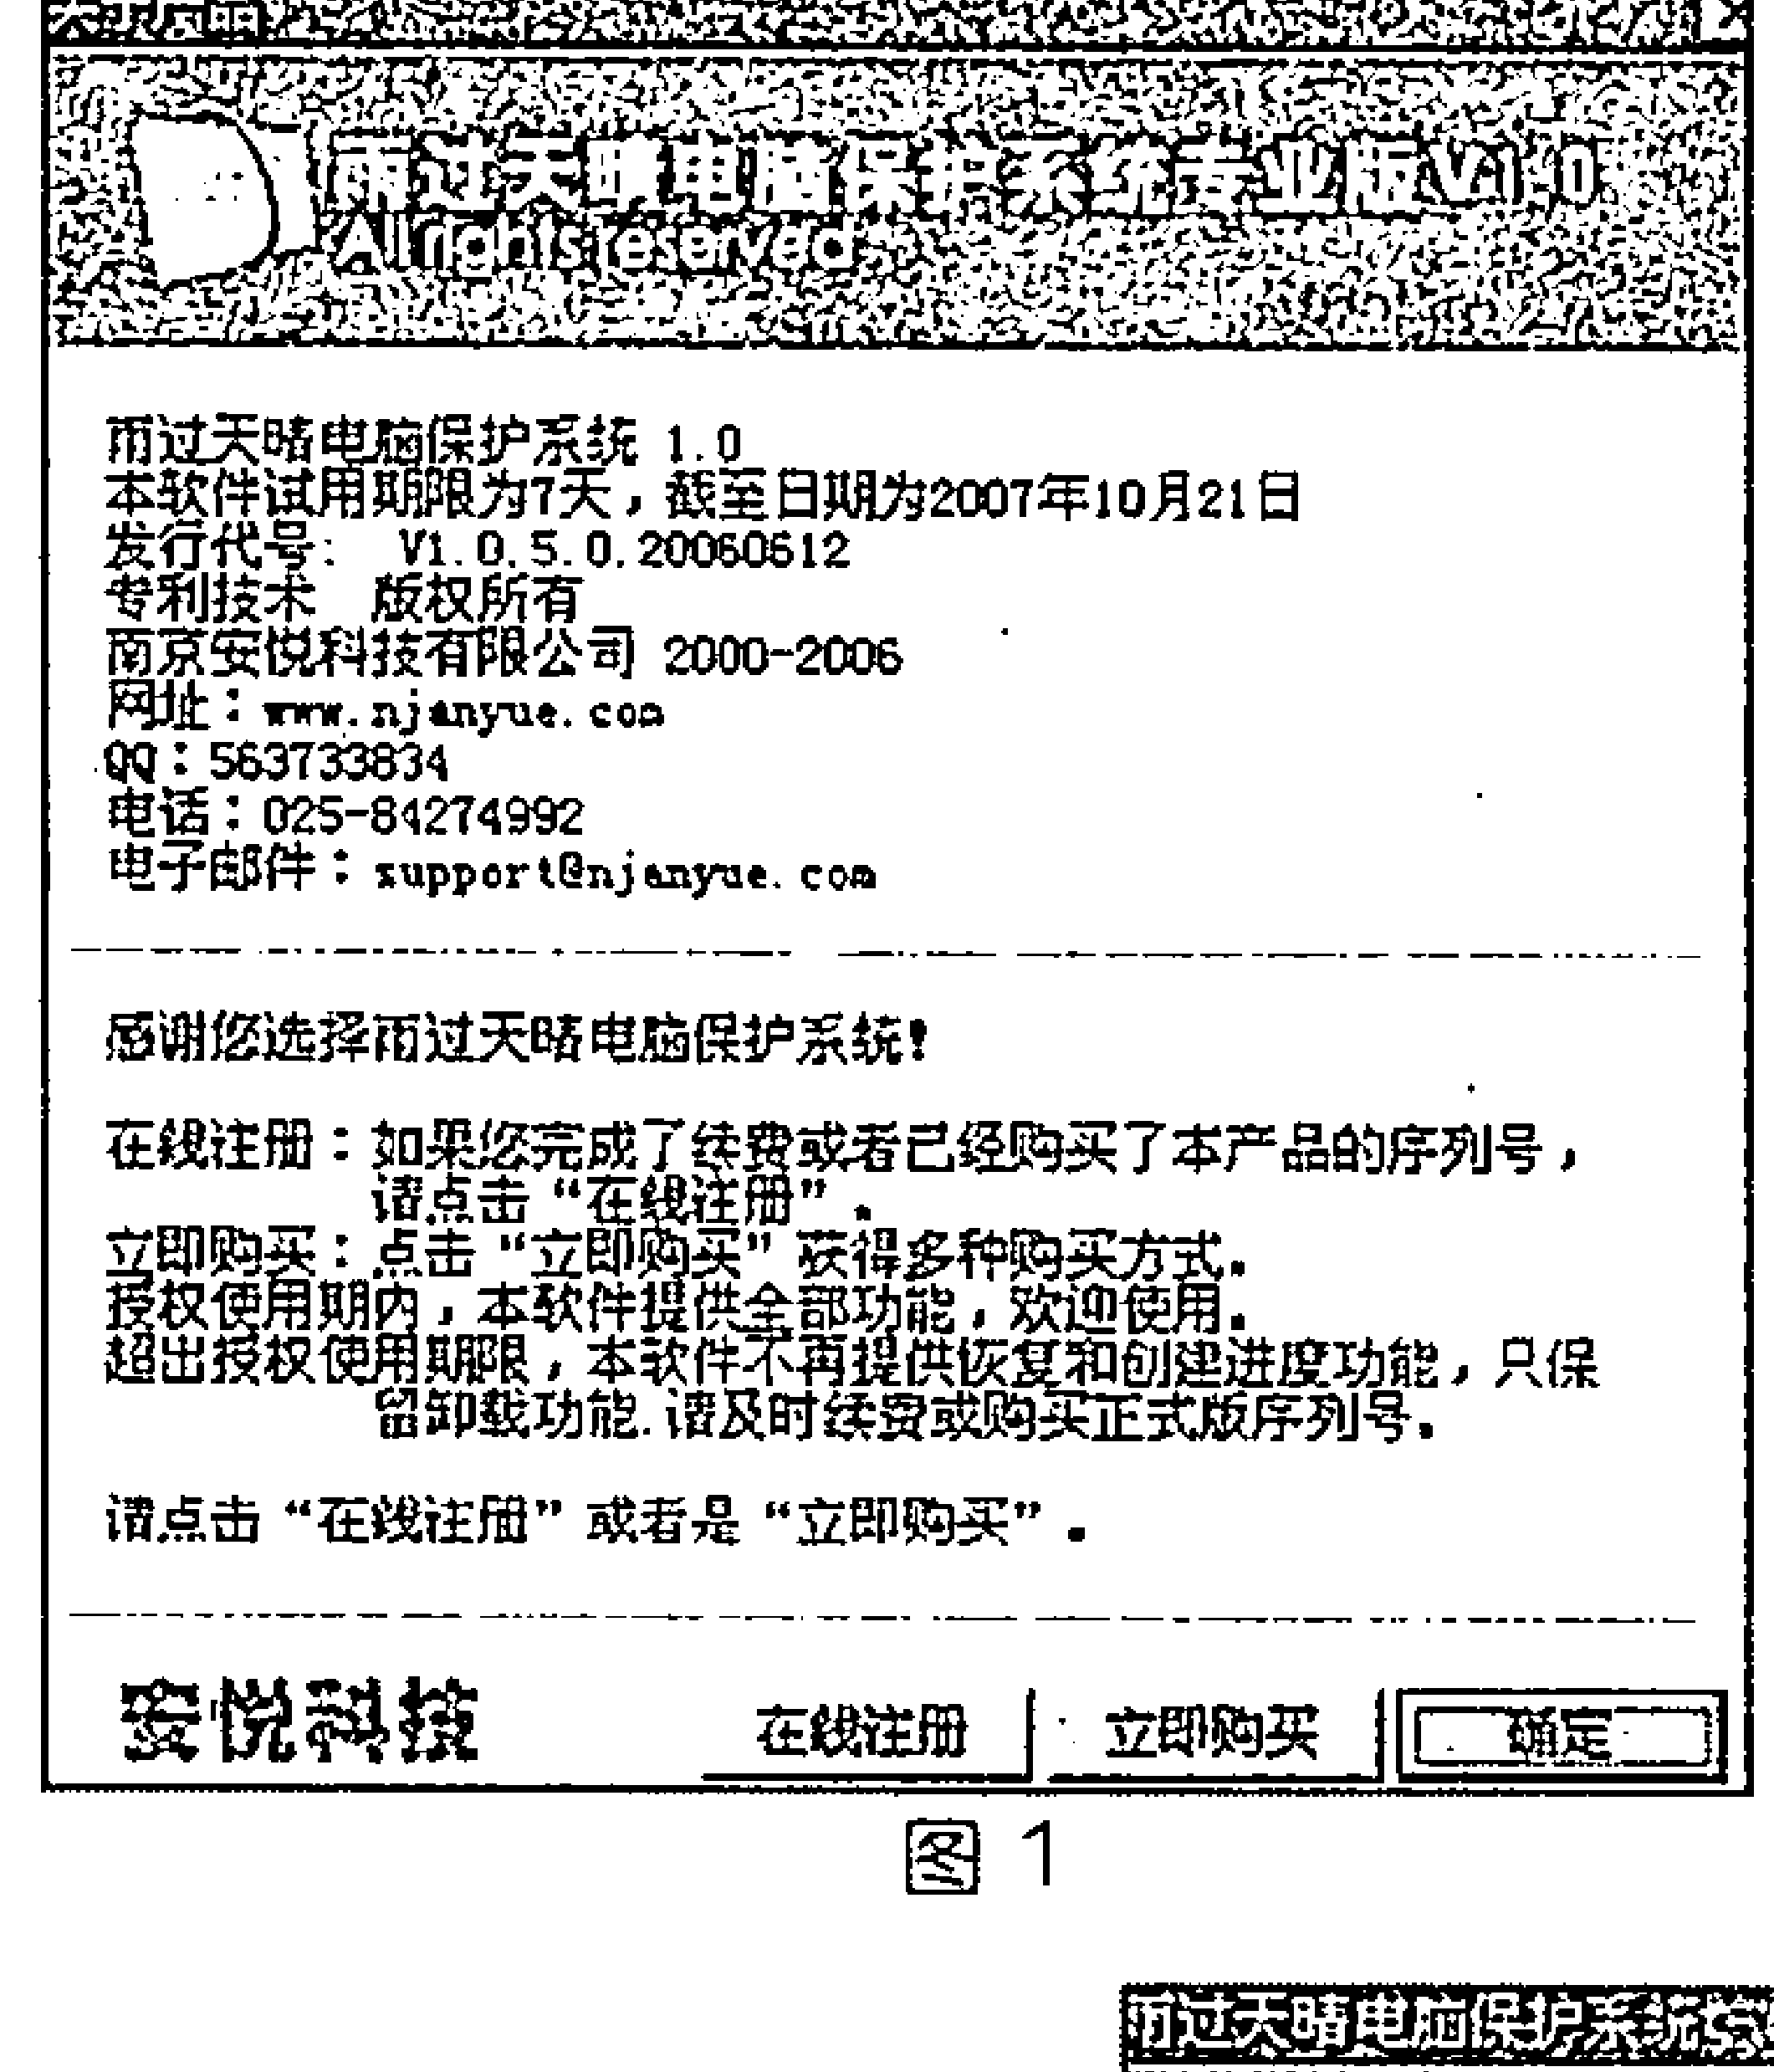 关于/声明
雨过天晴电脑保护系统专业版V1.0
All rights reserved
雨过天晴电脑保护系统 1.0
本软件试用期限为7天，截至日期为2007年10月21日
发行代号： V1.0.5.0.20060612
专利技术 版权所有
南京安悦科技有限公司 2000-2006
网址：www.njanyue.com
QQ：563733834
电话：025-84274992
电子邮件：support@njanyue.com
感谢您选择雨过天晴电脑保护系统！
在线注册：如果您完成了续费或者已经购买了本产品的序列号，
请点击“在线注册”。
立即购买：点击“立即购买”获得多种购买方式。
授权使用期内，本软件提供全部功能，欢迎使用。
超出授权使用期限，本软件不再提供恢复和创建进度功能，只保
留卸载功能.请及时续费或购买正式版序列号。
请点击“在线注册”或者是“立即购买”。
安悦科技
在线注册
立即购买
确定
图 1
雨过天晴电脑保护系统安